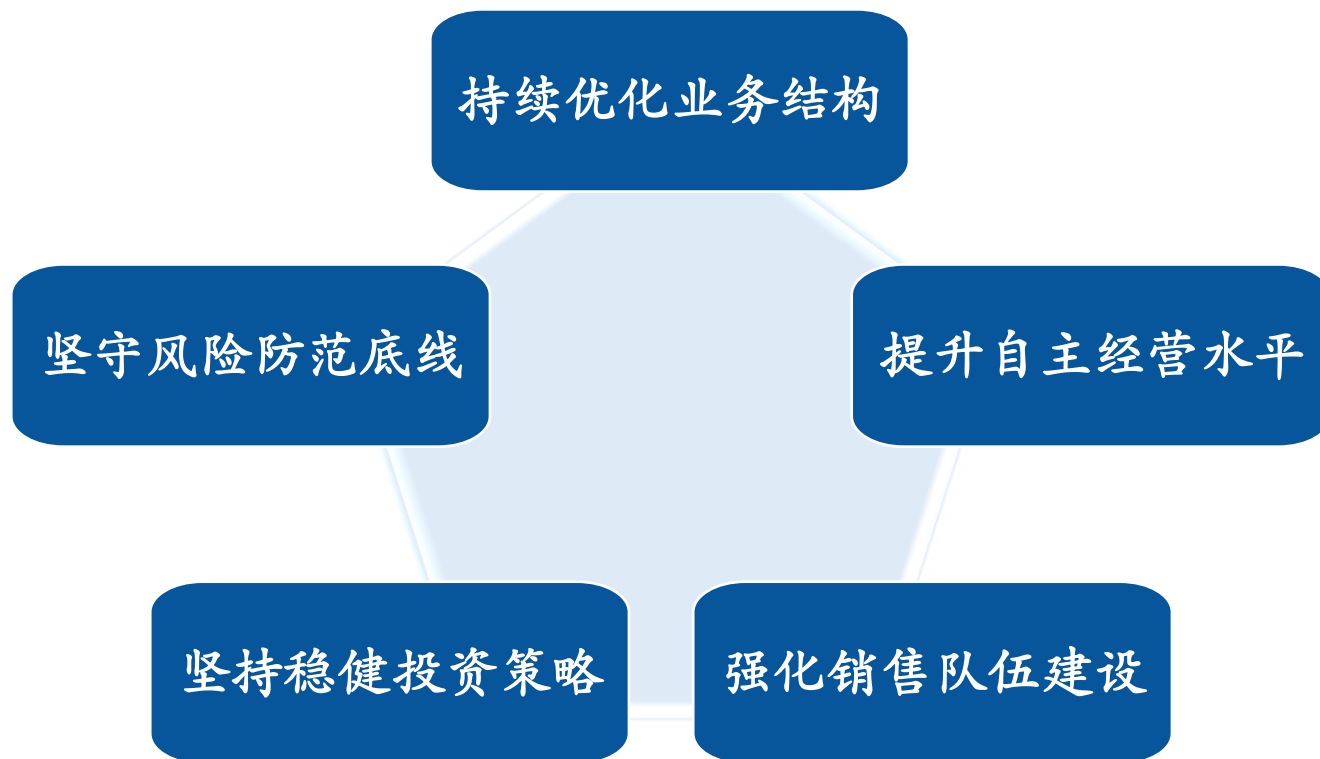 持续优化业务结构
坚守风险防范底线
提升自主经营水平
坚持稳健投资策略
强化销售队伍建设